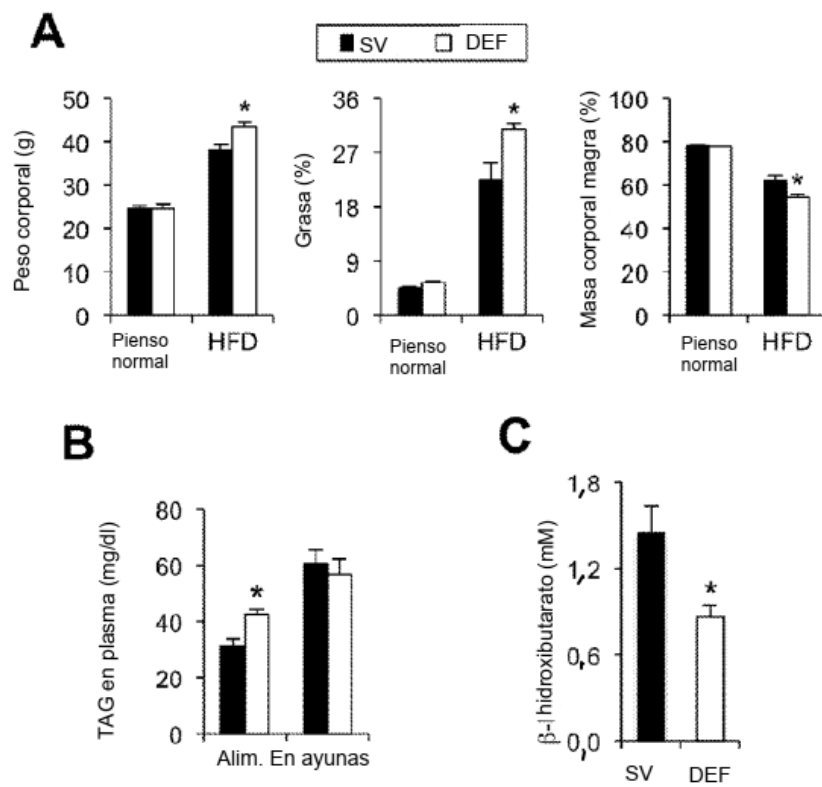 A
SV DEF
Peso corporal (g)
50
40
30
20
10
0
Pienso normal
HFD
*
Grasa (%)
36
27
18
9
0
Pienso normal
HFD
*
Masa corporal magra (%)
100
80
60
40
20
0
Pienso normal
HFD
*
B
TAG en plasma (mg/dl)
80
60
40
20
0
*
Alim. En ayunas
C
β-hidroxibutarato (mM)
1,8
1,2
0,6
0,0
*
SV DEF